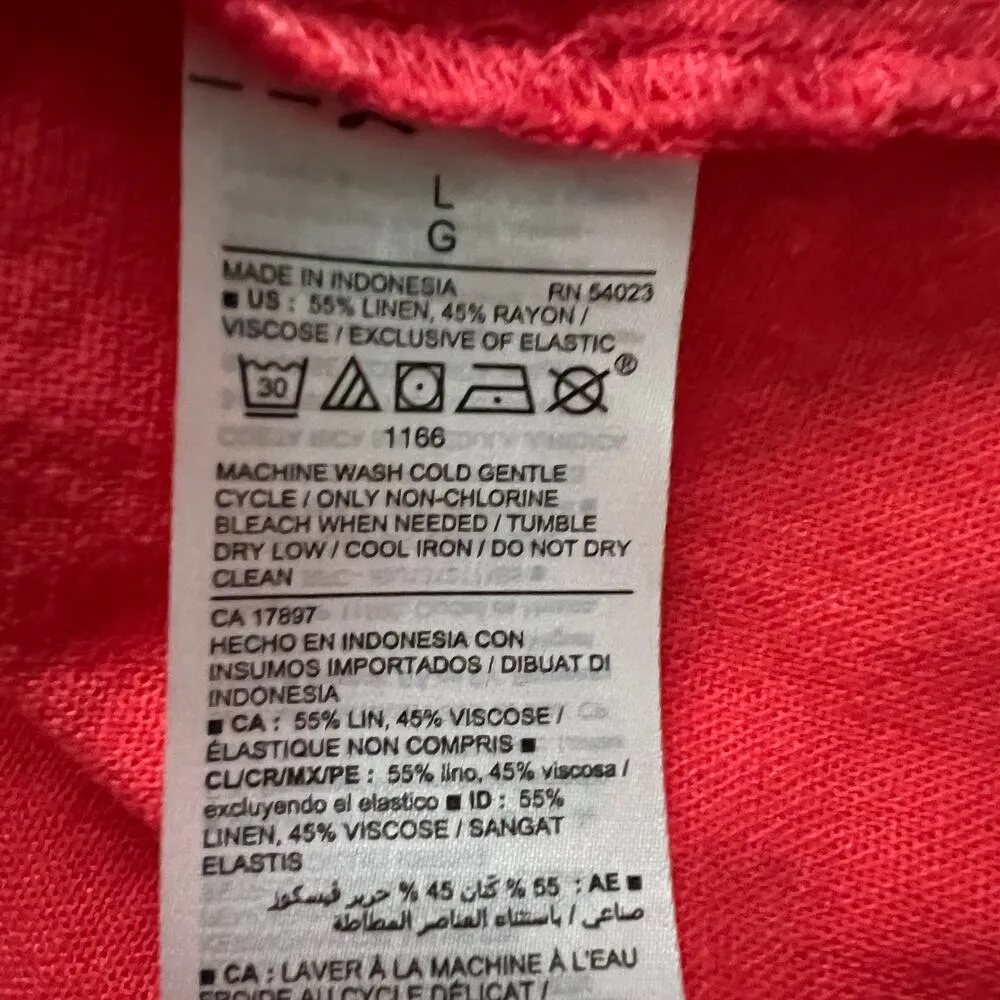 L
G
MADE IN INDONESIA RN 54023
■ US : 55% LINEN, 45% RAYON /
VISCOSE / EXCLUSIVE OF ELASTIC
30 ®
1166
MACHINE WASH COLD GENTLE
CYCLE / ONLY NON-CHLORINE
BLEACH WHEN NEEDED / TUMBLE
DRY LOW / COOL IRON / DO NOT DRY
CLEAN
CA 17897
HECHO EN INDONESIA CON
INSUMOS IMPORTADOS / DIBUAT DI
INDONESIA
■ CA : 55% LIN, 45% VISCOSE /
ÉLASTIQUE NON COMPRIS ■
CL/CR/MX/PE : 55% lino, 45% viscosa /
excluyendo el elastico ■ ID : 55%
LINEN, 45% VISCOSE / SANGAT
ELASTIS
■ AE : 55 % كتان 45 % حرير فيسكوز
صناعي / باستثناء العناصر المطاطة
■ CA : LAVER À LA MACHINE À L'EAU
FROIDE AU CYCLE DÉLICAT /